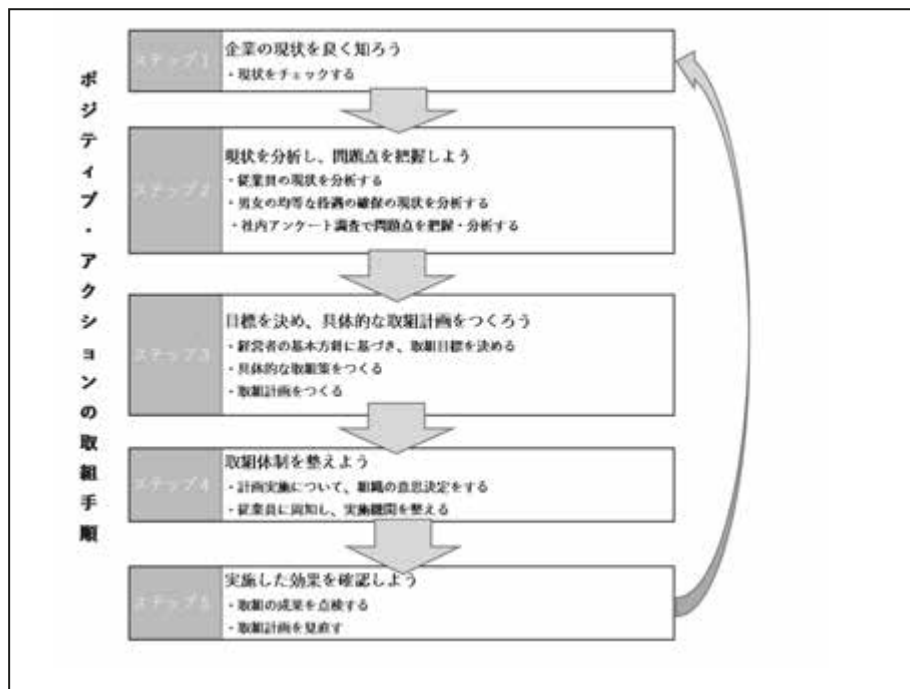 ポジティブ・アクションの取組手順
ステップ1
企業の現状を良く知ろう
・現状をチェックする
ステップ2
現状を分析し、問題点を把握しよう
・従業員の現状を分析する
・男女の均等な待遇の確保の現状を分析する
・社内アンケート調査で問題点を把握・分析する
ステップ3
目標を決め、具体的な取組計画をつくろう
・経営者の基本方針に基づき、取組目標を決める
・具体的な取組策をつくる
・取組計画をつくる
ステップ4
取組体制を整えよう
・計画実施について、組織の意思決定をする
・従業員に周知し、実施機関を整える
ステップ5
実施した効果を確認しよう
・取組の成果を点検する
・取組計画を見直す